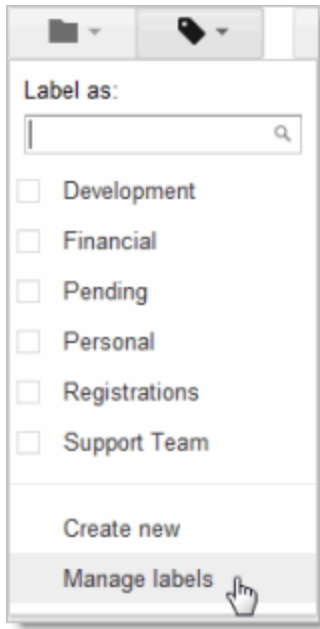 Label as:
Development
Financial
Pending
Personal
Registrations
Support Team
Create new
Manage labels